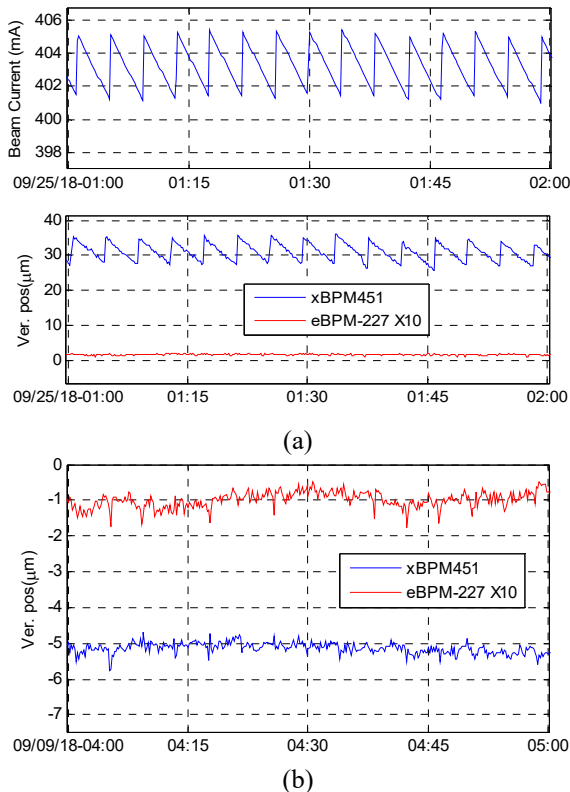 Beam Current (mA)
406
404
402
400
398
09/25/18-01:00 01:15 01:30 01:45 02:00
Ver. pos(μm)
40
30
20
10
0
xBPM451
eBPM-227 X10
09/25/18-01:00 01:15 01:30 01:45 02:00
(a)
Ver. pos(μm)
0
-1
-2
-3
-4
-5
-6
-7
xBPM451
eBPM-227 X10
09/09/18-04:00 04:15 04:30 04:45 05:00
(b)